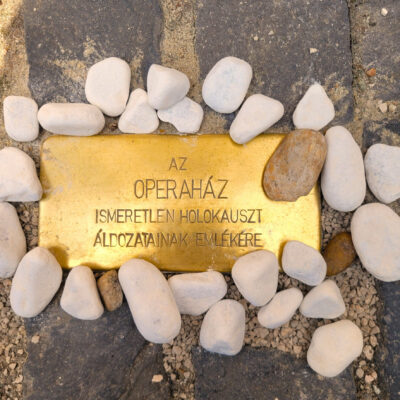 AZ
OPERAHÁZ
ISMERETLEN HOLOKAUSZT
ÁLDOZATAINAK EMLÉKÉRE